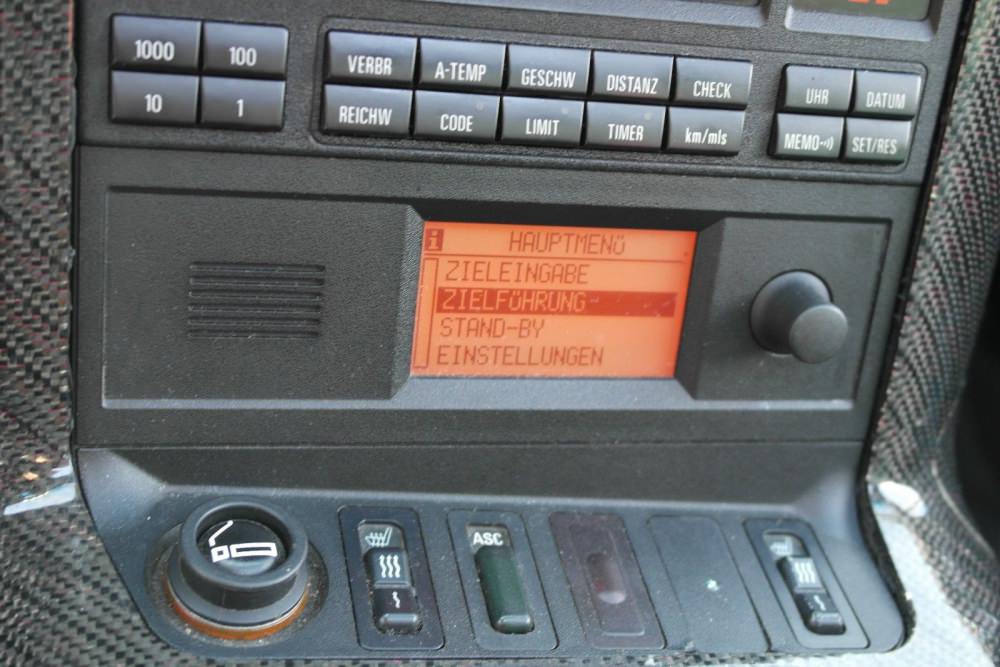 1000 100
VERBR A-TEMP GESCHW DISTANZ CHECK
UHR DATUM
10 1
REICHW CODE LIMIT TIMER km/mls
MEMO SET/RES
i HAUPTMENÜ
ZIELEINGABE
ZIELFÜHRUNG
STAND-BY
EINSTELLUNGEN
ASC